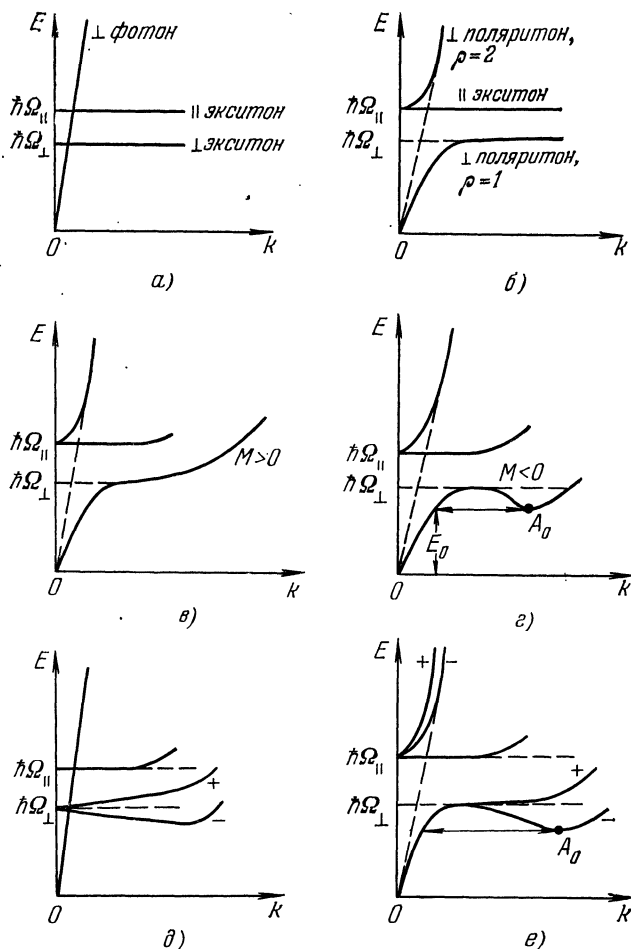 E
⊥ фотон
ħΩ∥
∥ экситон
ħΩ⊥
⊥ экситон
0
k
а)
E
⊥ поляритон,
ρ=2
ħΩ∥
∥ экситон
ħΩ⊥
⊥ поляритон,
ρ=1
0
k
б)
E
ħΩ∥
ħΩ⊥
M>0
0
k
в)
E
ħΩ∥
ħΩ⊥
M<0
A₀
E₀
0
k
г)
E
ħΩ∥
+
ħΩ⊥
−
0
k
д)
E
+ −
ħΩ∥
+
ħΩ⊥
−
A₀
0
k
е)